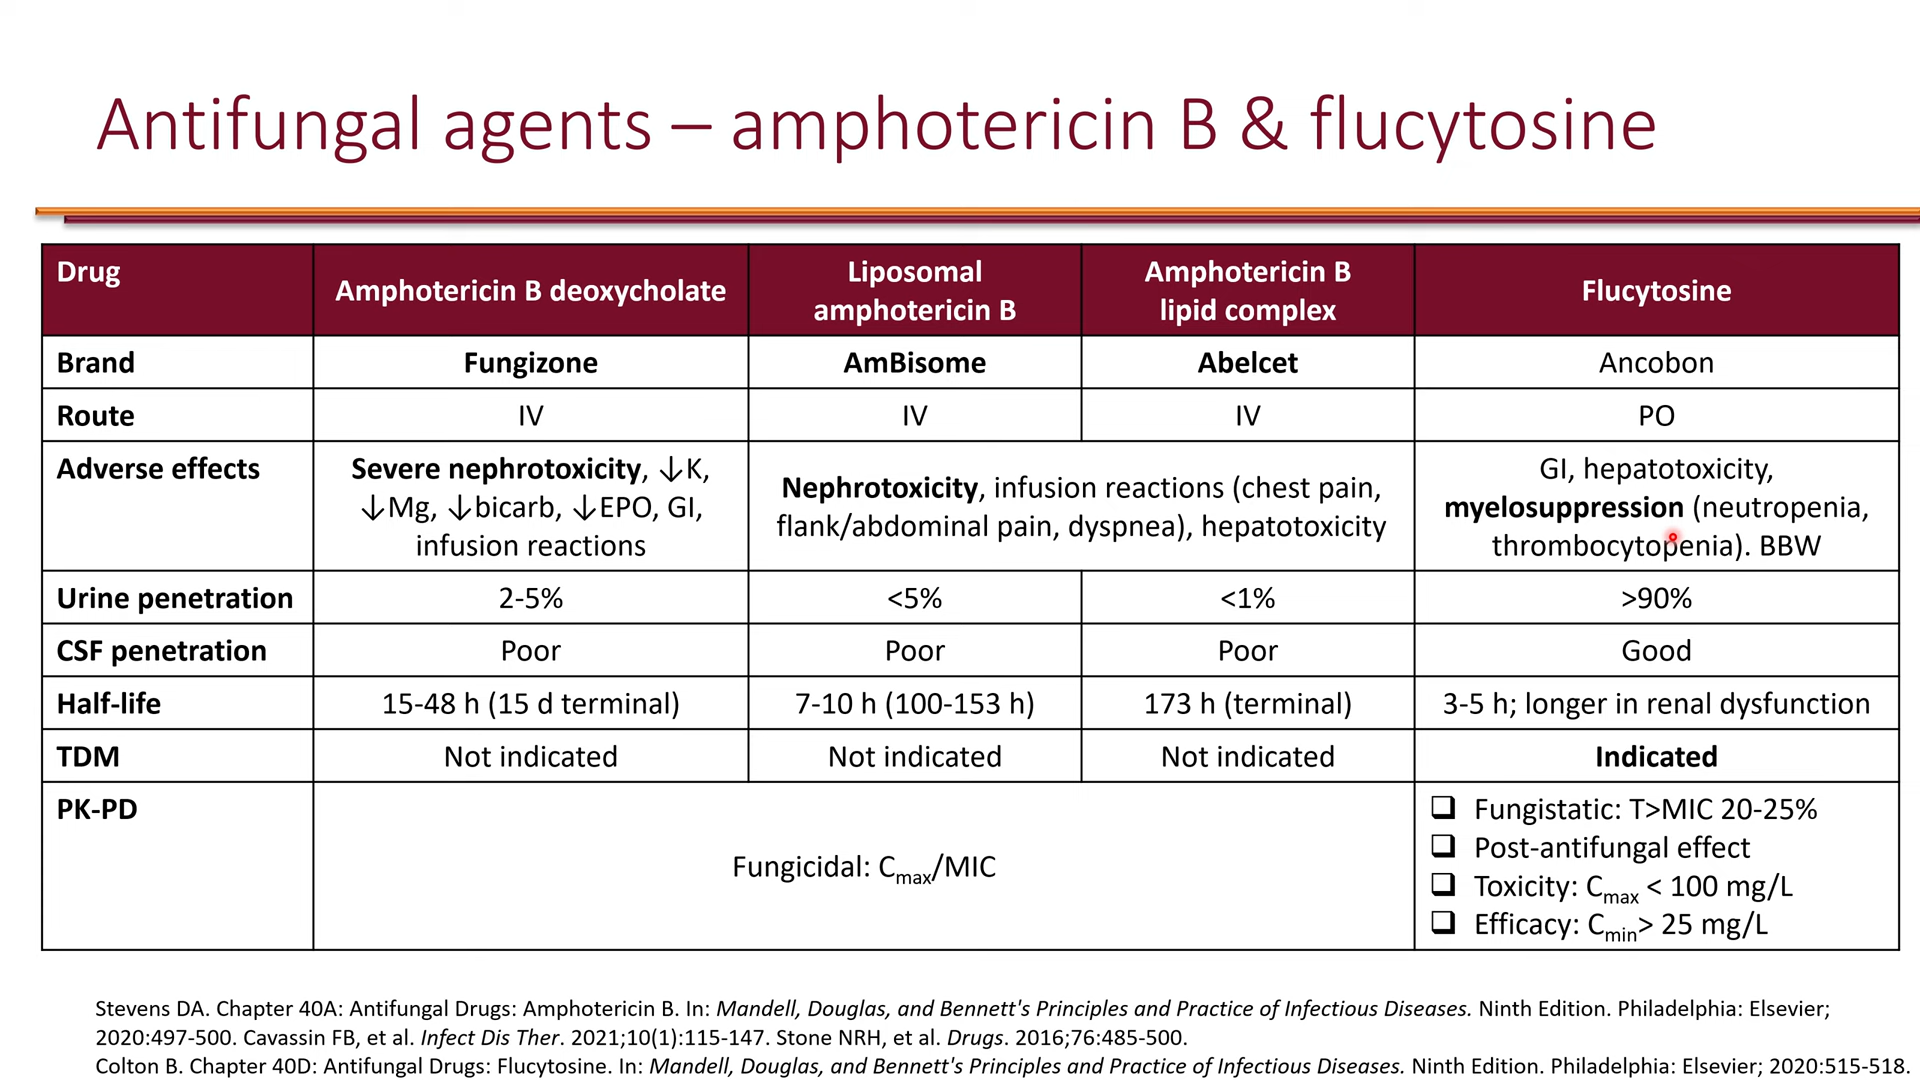 Antifungal agents – amphotericin B & flucytosine
Drug
Amphotericin B deoxycholate
Liposomal
amphotericin B
Amphotericin B
lipid complex
Flucytosine
Brand
Fungizone
AmBisome
Abelcet
Ancobon
Route
IV
IV
IV
PO
Adverse effects
Severe nephrotoxicity, ↓K,
↓Mg, ↓bicarb, ↓EPO, GI,
infusion reactions
Nephrotoxicity, infusion reactions (chest pain,
flank/abdominal pain, dyspnea), hepatotoxicity
GI, hepatotoxicity,
myelosuppression (neutropenia,
thrombocytopenia). BBW
Urine penetration
2-5%
<5%
<1%
>90%
CSF penetration
Poor
Poor
Poor
Good
Half-life
15-48 h (15 d terminal)
7-10 h (100-153 h)
173 h (terminal)
3-5 h; longer in renal dysfunction
TDM
Not indicated
Not indicated
Not indicated
Indicated
PK-PD
Fungicidal: Cmax/MIC
❑ Fungistatic: T>MIC 20-25%
❑ Post-antifungal effect
❑ Toxicity: Cmax < 100 mg/L
❑ Efficacy: Cmin> 25 mg/L
Stevens DA. Chapter 40A: Antifungal Drugs: Amphotericin B. In: Mandell, Douglas, and Bennett's Principles and Practice of Infectious Diseases. Ninth Edition. Philadelphia: Elsevier;
2020:497-500. Cavassin FB, et al. Infect Dis Ther. 2021;10(1):115-147. Stone NRH, et al. Drugs. 2016;76:485-500.
Colton B. Chapter 40D: Antifungal Drugs: Flucytosine. In: Mandell, Douglas, and Bennett's Principles and Practice of Infectious Diseases. Ninth Edition. Philadelphia: Elsevier; 2020:515-518.